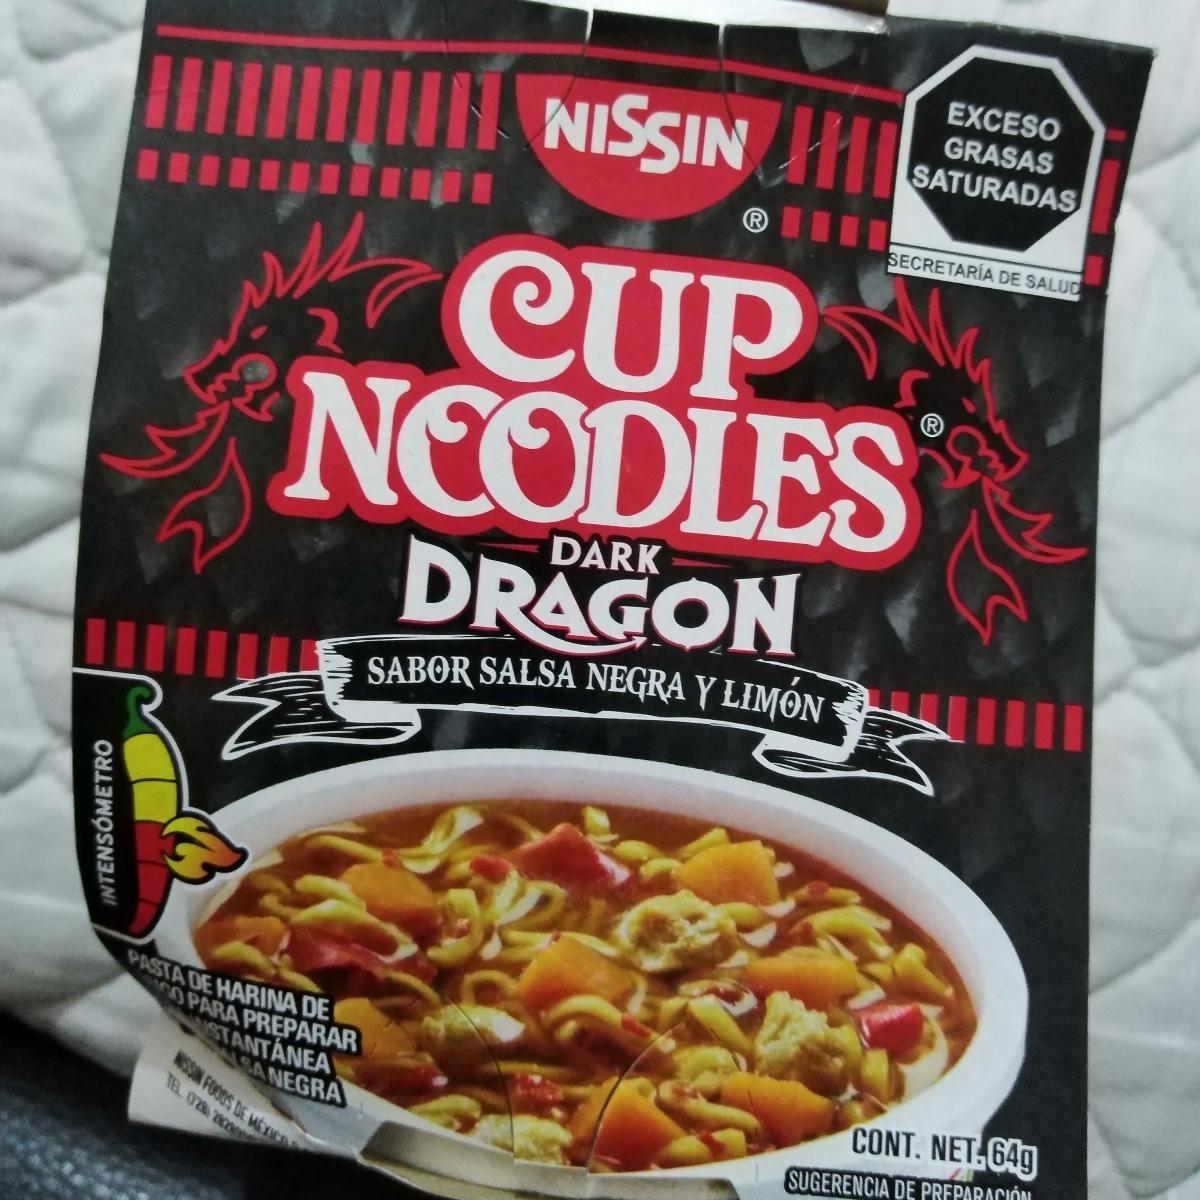 NISSIN
®
EXCESO
GRASAS
SATURADAS
SECRETARÍA DE SALUD
CUP
NOODLES
®
DARK
DRAGON
SABOR SALSA NEGRA Y LIMÓN
INTENSÓMETRO
PASTA DE HARINA DE
PARA PREPARAR
NEGRA
NISSIN FOODS DE MÉXICO
TEL. (728)
CONT. NET. 64g
SUGERENCIA DE PREPARACIÓN